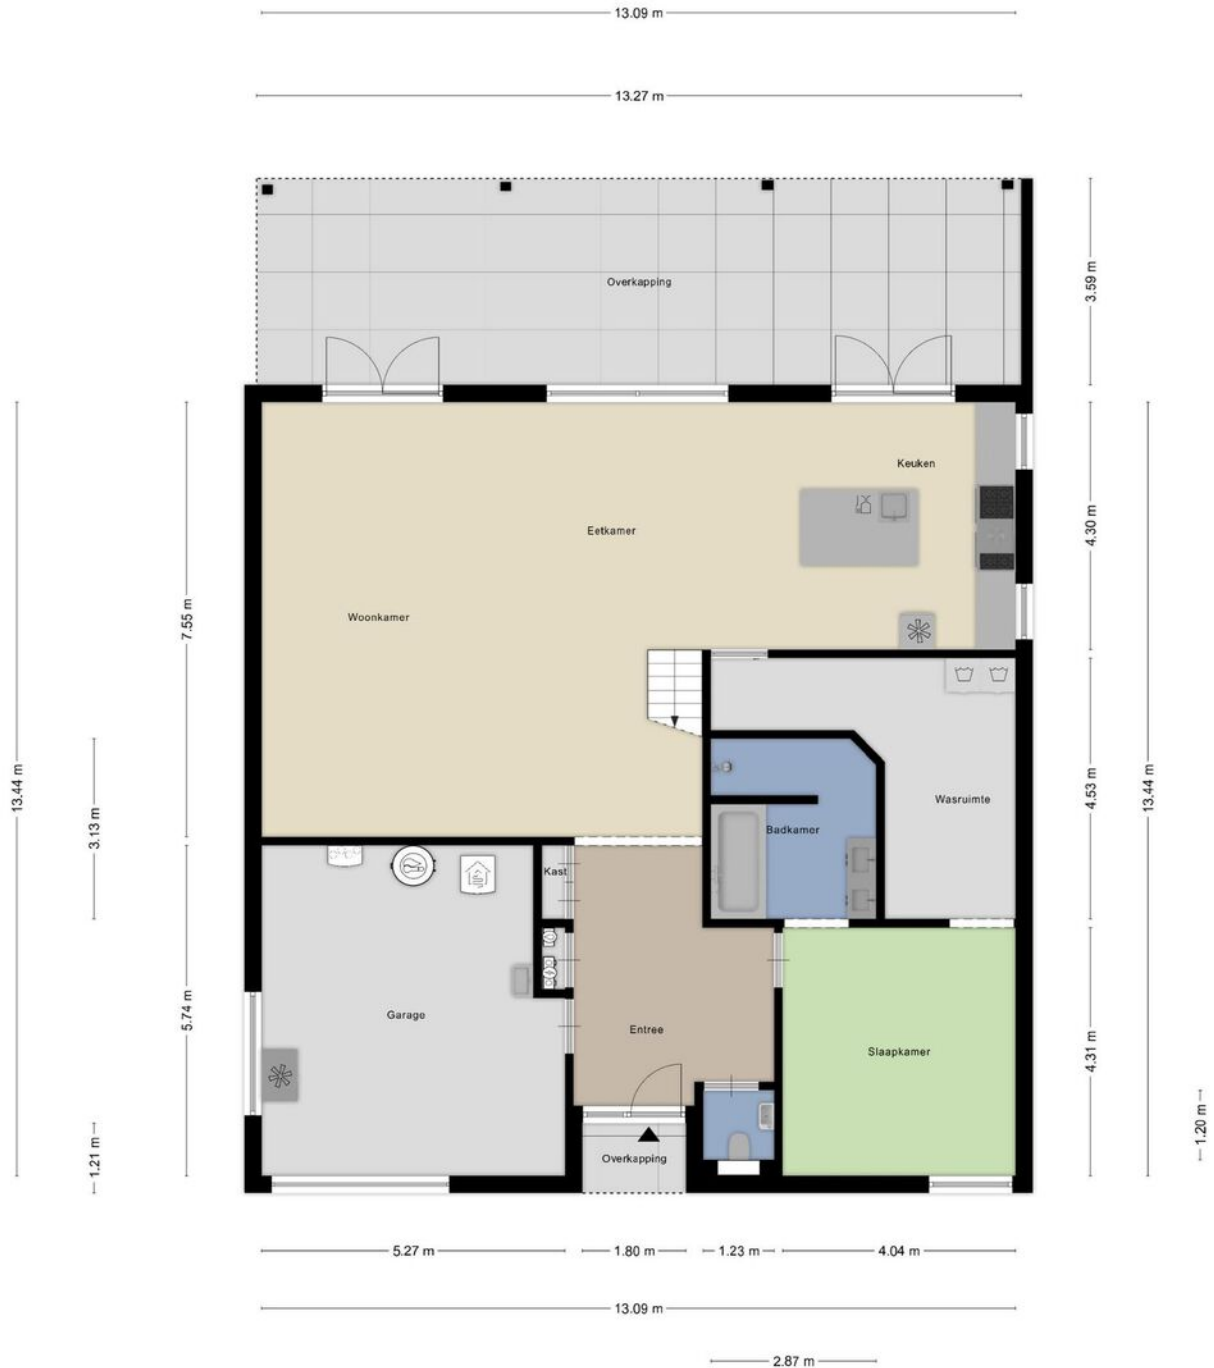 13.09 m
13.27 m
Overkapping
3.59 m
Keuken
Eetkamer
4.30 m
Woonkamer
7.55 m
13.44 m
3.13 m
4.53 m
13.44 m
Wasruimte
Badkamer
Kast
5.74 m
Garage
Entree
Slaapkamer
4.31 m
1.20 m
1.21 m
Overkapping
5.27 m
1.80 m
1.23 m
4.04 m
13.09 m
2.87 m